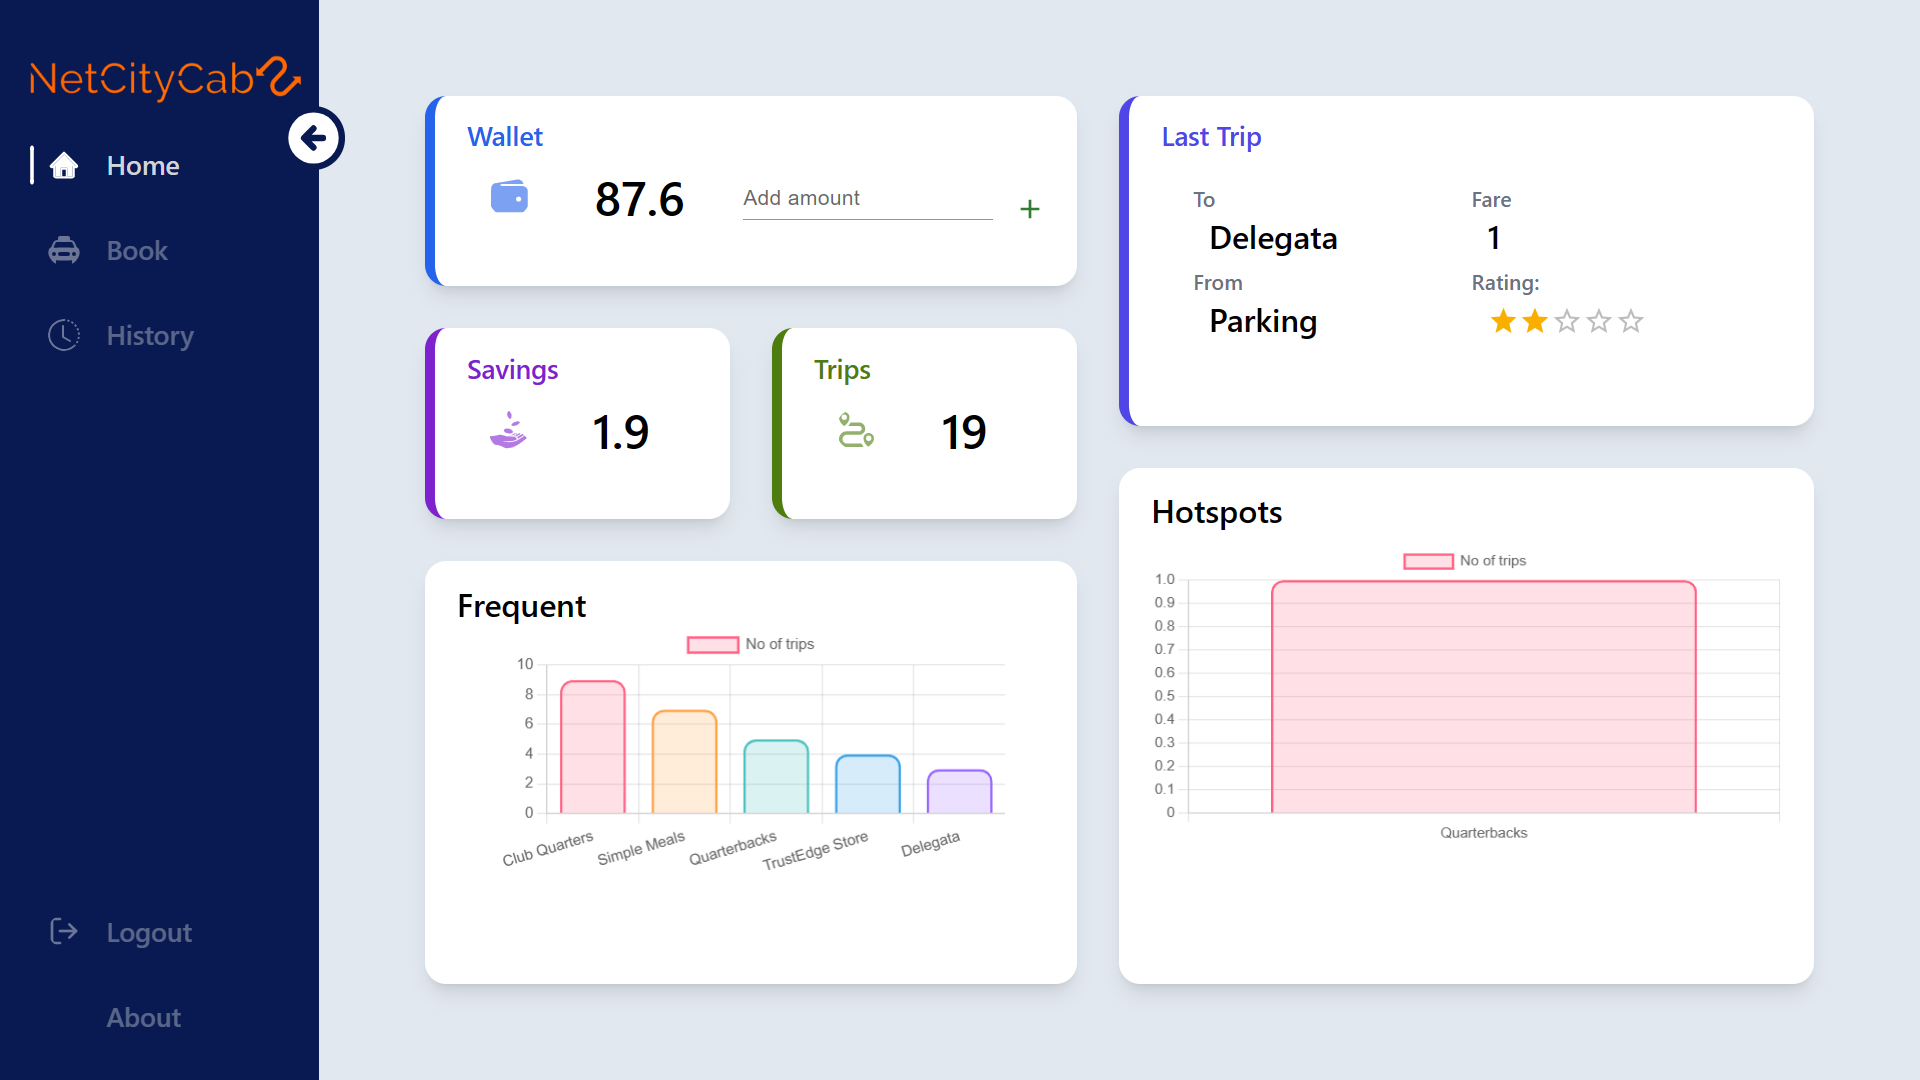 NetCityCab
Home
Book
History
Logout
About
Wallet
87.6
Add amount
+
Savings
1.9
Trips
19
Last Trip
To
Delegata
Fare
1
From
Parking
Rating:
Frequent
No of trips
10
8
6
4
2
0
Club Quarters
Simple Meals
Quarterbacks
TrustEdge Store
Delegata
Hotspots
No of trips
1.0
0.9
0.8
0.7
0.6
0.5
0.4
0.3
0.2
0.1
0
Quarterbacks